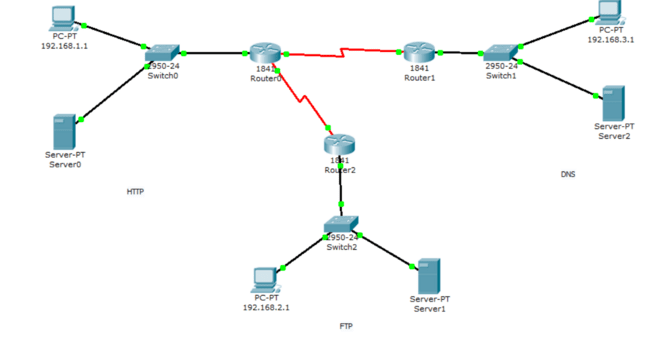 PC-PT
192.168.1.1
2950-24
Switch0
1841
Router0
1841
Router1
2950-24
Switch1
PC-PT
192.168.3.1
Server-PT
Server0
HTTP
Server-PT
Server2
DNS
1841
Router2
2950-24
Switch2
PC-PT
192.168.2.1
Server-PT
Server1
FTP